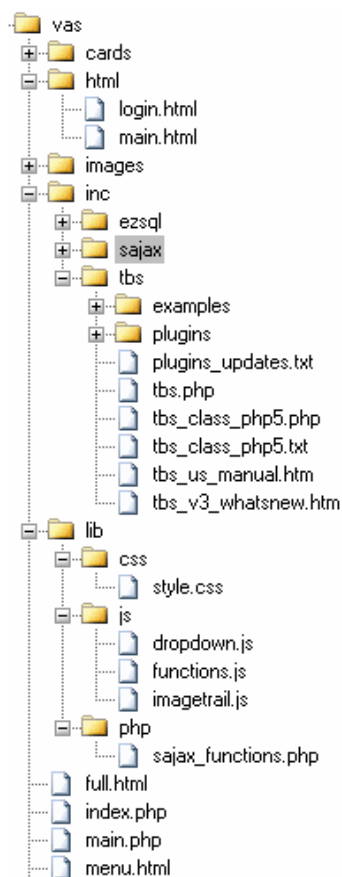 vas
cards
html
login.html
main.html
images
inc
ezsql
sajax
tbs
examples
plugins
plugins_updates.txt
tbs.php
tbs_class_php5.php
tbs_class_php5.txt
tbs_us_manual.htm
tbs_v3_whatsnew.htm
lib
css
style.css
js
dropdown.js
functions.js
imagetrail.js
php
sajax_functions.php
full.html
index.php
main.php
menu.html